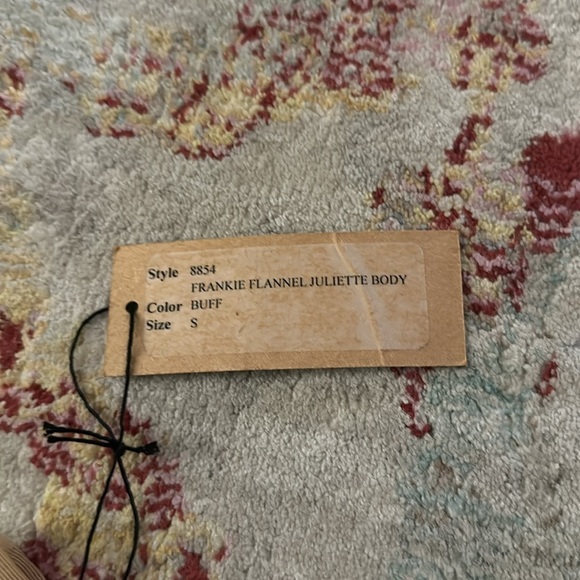 Style 8854
FRANKIE FLANNEL JULIETTE BODY
Color BUFF
Size S